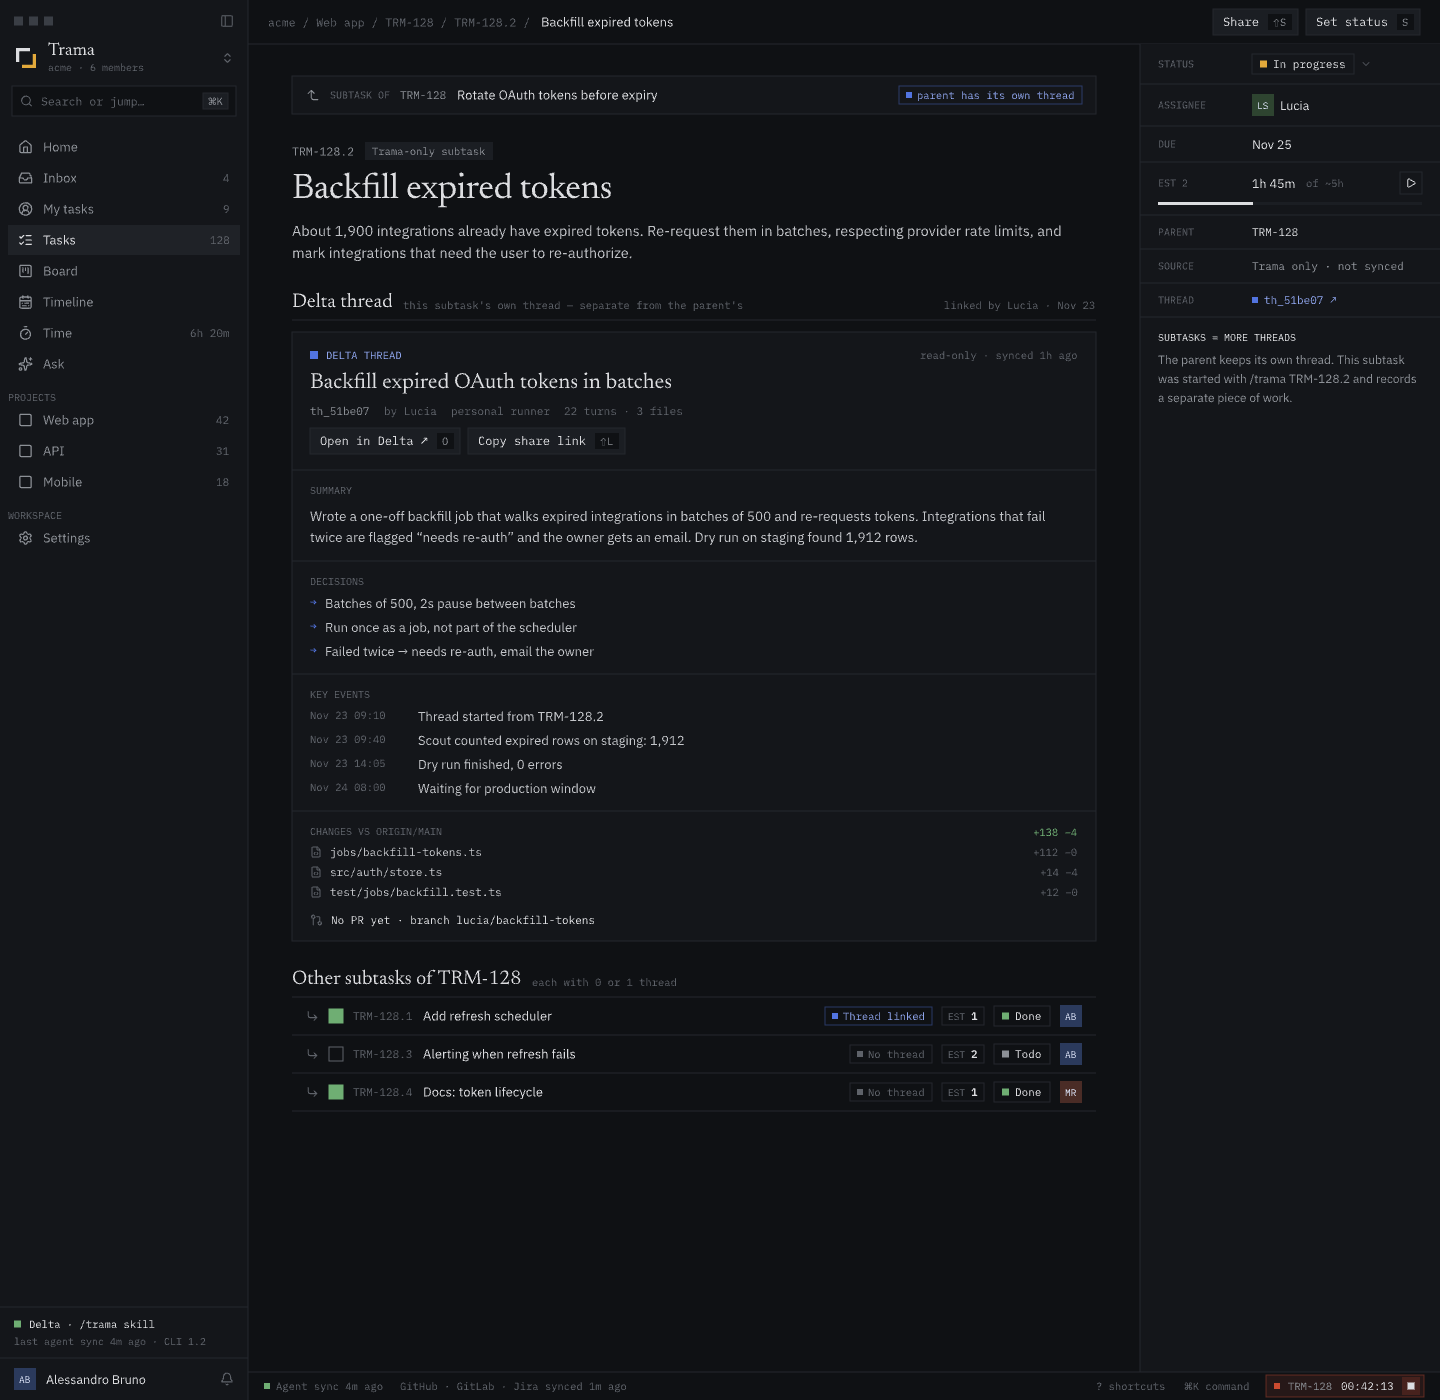 Trama
acme · 6 members
Search or jump… ⌘K
Home
Inbox 4
My tasks 9
Tasks 128
Board
Timeline
Time 6h 20m
Ask
PROJECTS
Web app 42
API 31
Mobile 18
WORKSPACE
Settings
Delta · /trama skill
last agent sync 4m ago · CLI 1.2
AB Alessandro Bruno
acme / Web app / TRM-128 / TRM-128.2 / Backfill expired tokens
Share ⇧S Set status S
SUBTASK OF TRM-128 Rotate OAuth tokens before expiry parent has its own thread
TRM-128.2 Trama-only subtask
Backfill expired tokens
About 1,900 integrations already have expired tokens. Re-request them in batches, respecting provider rate limits, and
mark integrations that need the user to re-authorize.
Delta thread this subtask's own thread — separate from the parent's linked by Lucia · Nov 23
DELTA THREAD read-only · synced 1h ago
Backfill expired OAuth tokens in batches
th_51be07 by Lucia personal runner 22 turns · 3 files
Open in Delta ↗ O Copy share link ⇧L
SUMMARY
Wrote a one-off backfill job that walks expired integrations in batches of 500 and re-requests tokens. Integrations that fail
twice are flagged “needs re-auth” and the owner gets an email. Dry run on staging found 1,912 rows.
DECISIONS
→ Batches of 500, 2s pause between batches
→ Run once as a job, not part of the scheduler
→ Failed twice → needs re-auth, email the owner
KEY EVENTS
Nov 23 09:10 Thread started from TRM-128.2
Nov 23 09:40 Scout counted expired rows on staging: 1,912
Nov 23 14:05 Dry run finished, 0 errors
Nov 24 08:00 Waiting for production window
CHANGES VS ORIGIN/MAIN +138 −4
jobs/backfill-tokens.ts +112 −0
src/auth/store.ts +14 −4
test/jobs/backfill.test.ts +12 −0
No PR yet · branch lucia/backfill-tokens
Other subtasks of TRM-128 each with 0 or 1 thread
TRM-128.1 Add refresh scheduler Thread linked EST 1 Done AB
TRM-128.3 Alerting when refresh fails No thread EST 2 Todo AB
TRM-128.4 Docs: token lifecycle No thread EST 1 Done MR
STATUS In progress
ASSIGNEE LS Lucia
DUE Nov 25
EST 2 1h 45m of ~5h
PARENT TRM-128
SOURCE Trama only · not synced
THREAD th_51be07 ↗
SUBTASKS = MORE THREADS
The parent keeps its own thread. This subtask
was started with /trama TRM-128.2 and records
a separate piece of work.
Agent sync 4m ago GitHub · GitLab · Jira synced 1m ago ? shortcuts ⌘K command TRM-128 00:42:13